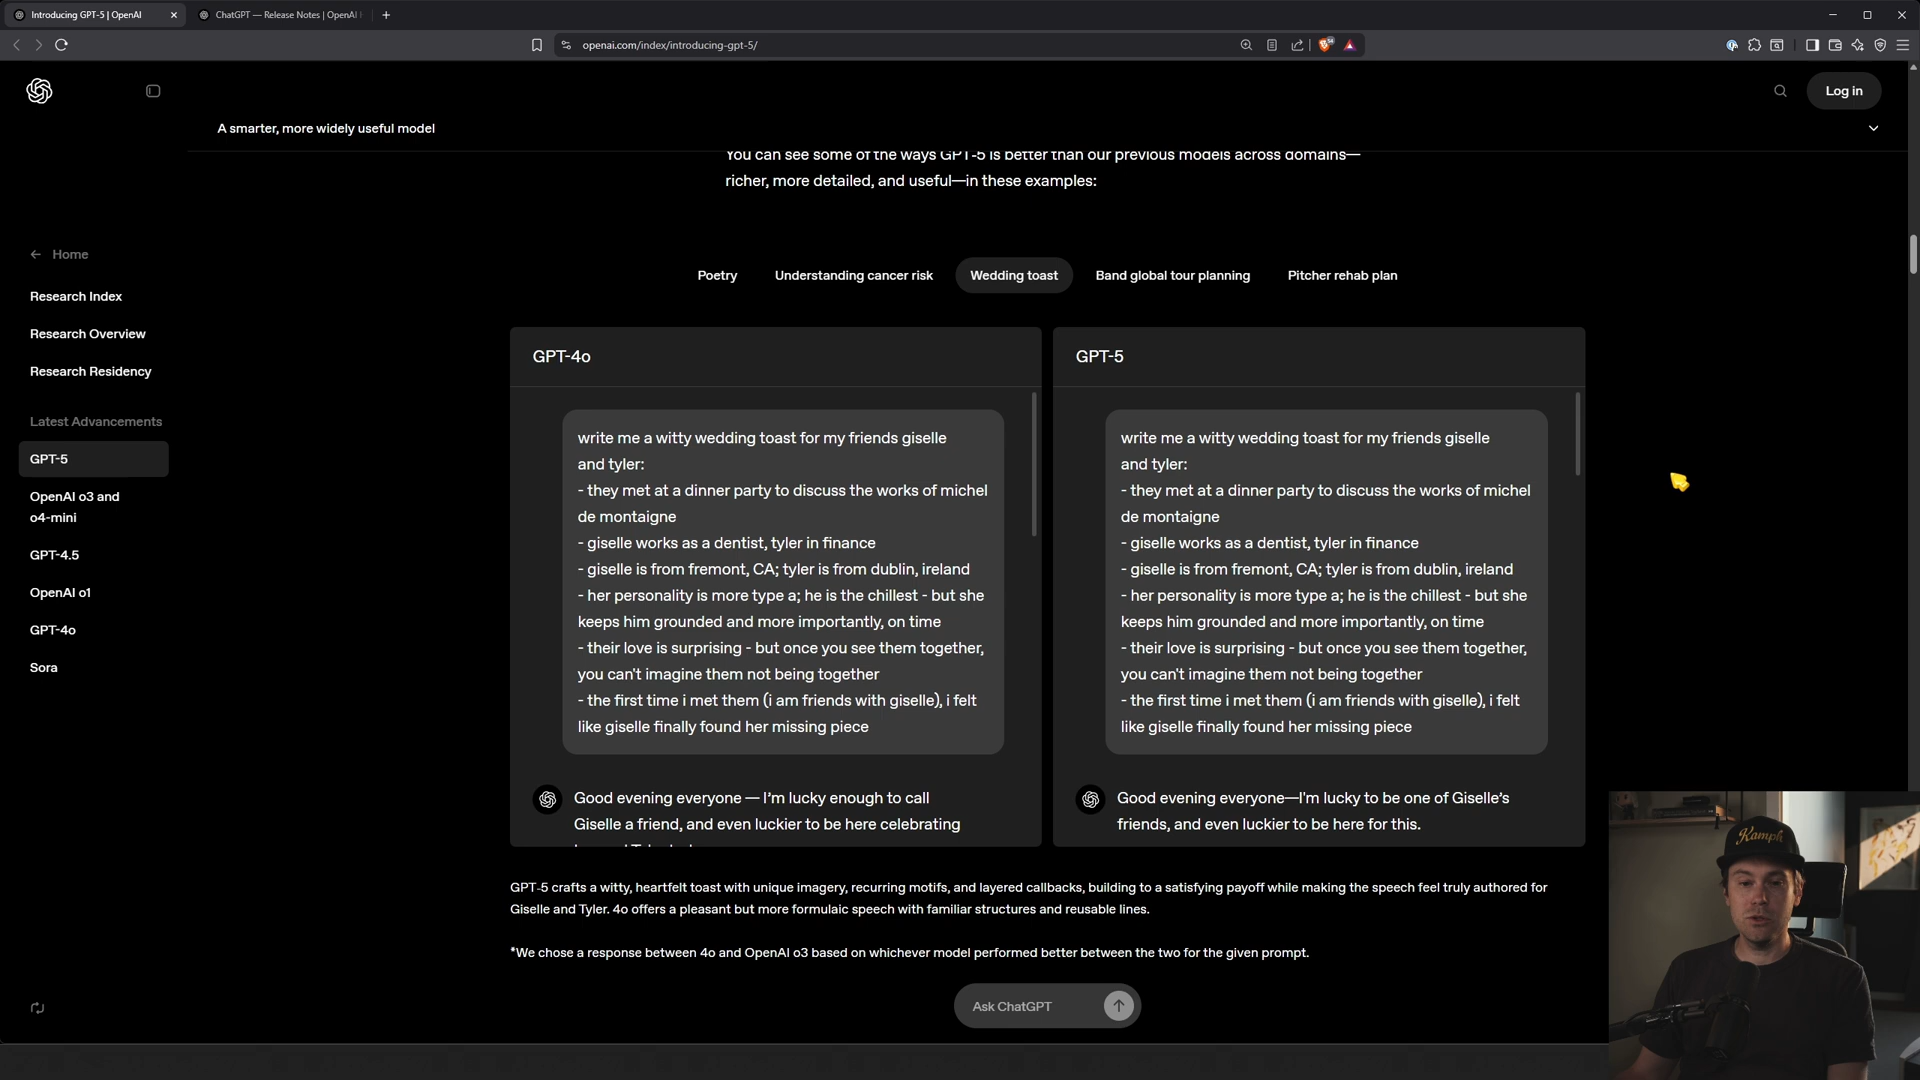 Introducing GPT-5 | OpenAI
ChatGPT — Release Notes | OpenAI
openai.com/index/introducing-gpt-5/
Log in
A smarter, more widely useful model
You can see some of the ways GPT-5 is better than our previous models across domains—
richer, more detailed, and useful—in these examples:
Home
Research Index
Research Overview
Research Residency
Latest Advancements
GPT-5
OpenAI o3 and
o4-mini
GPT-4.5
OpenAI o1
GPT-4o
Sora
Poetry
Understanding cancer risk
Wedding toast
Band global tour planning
Pitcher rehab plan
GPT-4o
write me a witty wedding toast for my friends giselle
and tyler:
- they met at a dinner party to discuss the works of michel
de montaigne
- giselle works as a dentist, tyler in finance
- giselle is from fremont, CA; tyler is from dublin, ireland
- her personality is more type a; he is the chillest - but she
keeps him grounded and more importantly, on time
- their love is surprising - but once you see them together,
you can't imagine them not being together
- the first time i met them (i am friends with giselle), i felt
like giselle finally found her missing piece
Good evening everyone — I'm lucky enough to call
Giselle a friend, and even luckier to be here celebrating
GPT-5
write me a witty wedding toast for my friends giselle
and tyler:
- they met at a dinner party to discuss the works of michel
de montaigne
- giselle works as a dentist, tyler in finance
- giselle is from fremont, CA; tyler is from dublin, ireland
- her personality is more type a; he is the chillest - but she
keeps him grounded and more importantly, on time
- their love is surprising - but once you see them together,
you can't imagine them not being together
- the first time i met them (i am friends with giselle), i felt
like giselle finally found her missing piece
Good evening everyone—I'm lucky to be one of Giselle's
friends, and even luckier to be here for this.
GPT-5 crafts a witty, heartfelt toast with unique imagery, recurring motifs, and layered callbacks, building to a satisfying payoff while making the speech feel truly authored for
Giselle and Tyler. 4o offers a pleasant but more formulaic speech with familiar structures and reusable lines.
*We chose a response between 4o and OpenAI o3 based on whichever model performed better between the two for the given prompt.
Ask ChatGPT